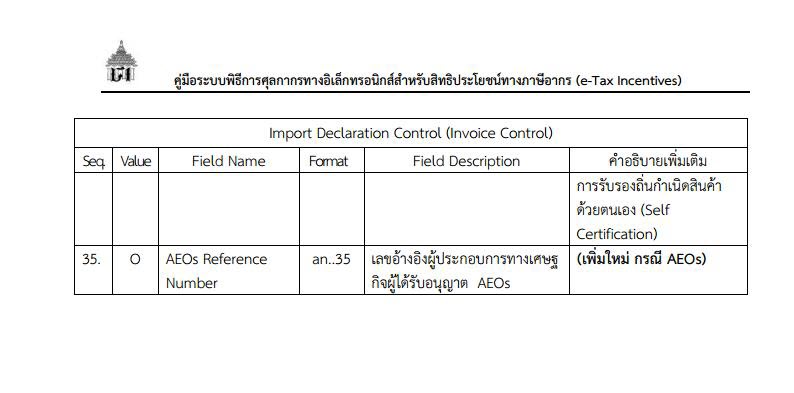 คู่มือระบบพิธีการศุลกากรทางอิเล็กทรอนิกส์สำหรับสิทธิประโยชน์ทางภาษีอากร (e-Tax Incentives)
Import Declaration Control (Invoice Control)
Seq. Value Field Name Format Field Description คำอธิบายเพิ่มเติม
การรับรองถิ่นกำเนิดสินค้า
ด้วยตนเอง (Self
Certification)
35. O AEOs Reference an..35 เลขอ้างอิงผู้ประกอบการทางเศรษฐ (เพิ่มใหม่ กรณี AEOs)
Number กิจผู้ได้รับอนุญาต AEOs